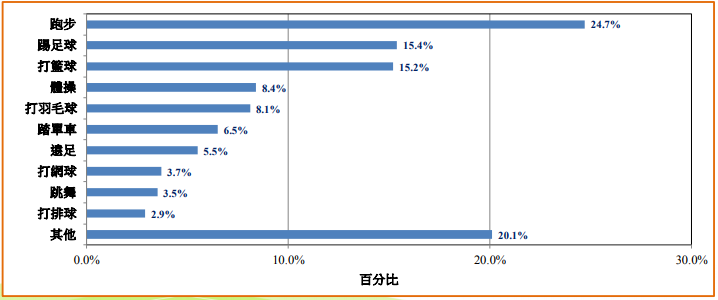 跑步 24.7%
踢足球 15.4%
打籃球 15.2%
體操 8.4%
打羽毛球 8.1%
踏單車 6.5%
遠足 5.5%
打網球 3.7%
跳舞 3.5%
打排球 2.9%
其他 20.1%
0.0% 10.0% 20.0% 30.0%
百分比